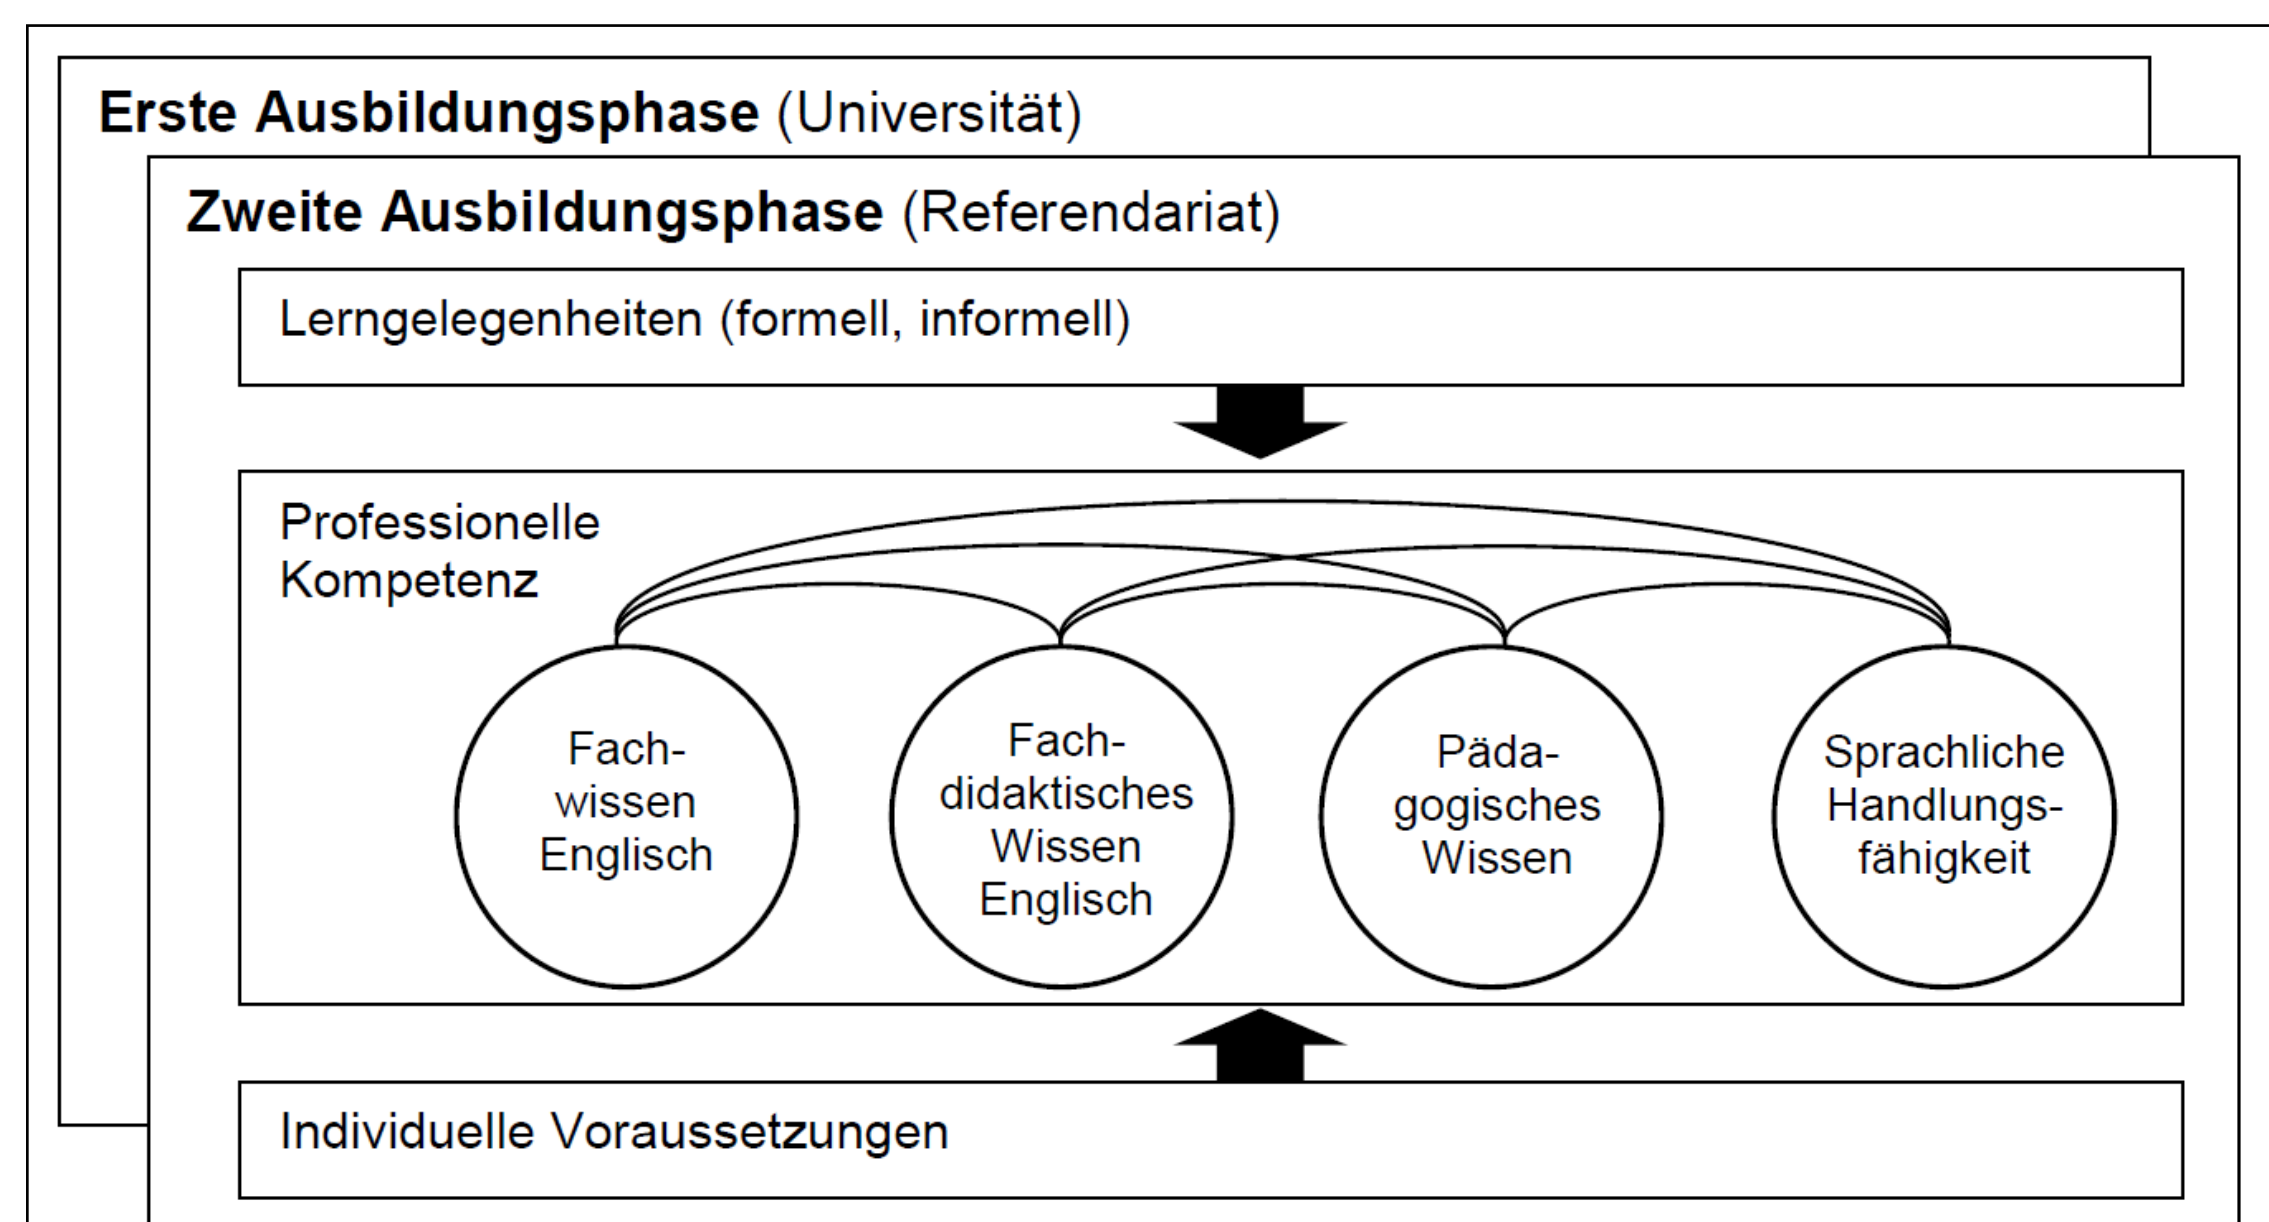 Erste Ausbildungsphase (Universität)
Zweite Ausbildungsphase (Referendariat)
Lerngelegenheiten (formell, informell)
Professionelle
Kompetenz
Fach-
wissen
Englisch
Fach-
didaktisches
Wissen
Englisch
Päda-
gogisches
Wissen
Sprachliche
Handlungs-
fähigkeit
Individuelle Voraussetzungen